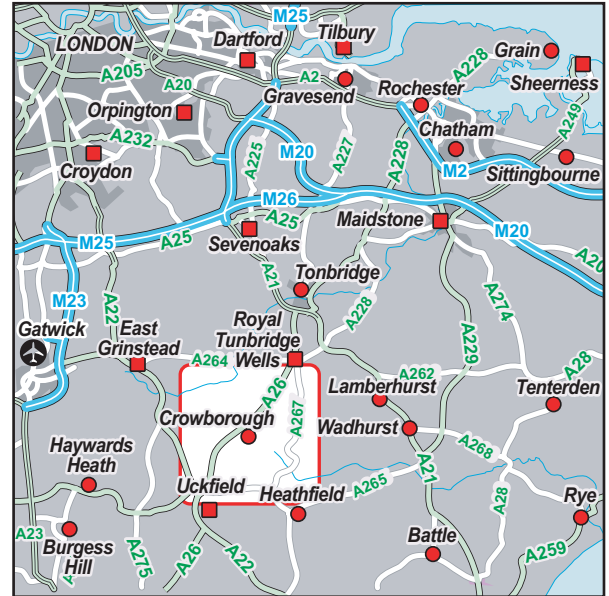 M25
Tilbury
LONDON
Dartford
A205
A20
A2
A228
Grain
Gravesend
Rochester
Sheerness
Orpington
A249
A232
A225
M20
A227
A228
Chatham
Croydon
M2
Sittingbourne
M26
A25
Maidstone
M25
A25
Sevenoaks
M20
A20
A21
Tonbridge
M23
A22
A228
A274
Gatwick
East
Grinstead
Royal
Tunbridge
Wells
A229
A264
A262
A28
A26
Lamberhurst
Tenterden
Crowborough
A267
Wadhurst
A268
Haywards
Heath
A21
Uckfield
Heathfield
A265
A28
Rye
A23
Burgess
Hill
A275
A26
A22
Battle
A259